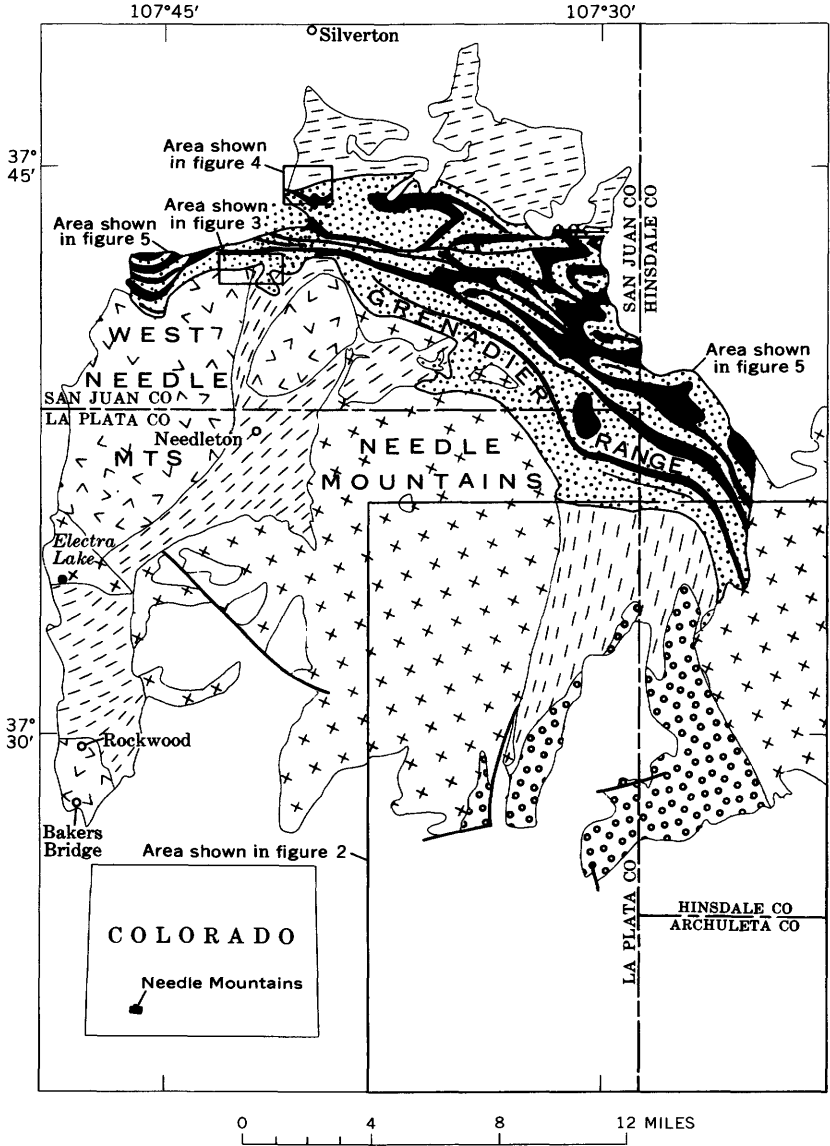 107°45′
107°30′
Silverton
37°
45′
Area shown
in figure 4
Area shown
in figure 3
Area shown
in figure 5
SAN JUAN CO
HINSDALE CO
GRENADIER
RANGE
Area shown
in figure 5
WEST
NEEDLE
MTS
SAN JUAN CO
LA PLATA CO
Needleton
NEEDLE
MOUNTAINS
Electra
Lake
37°
30′
Rockwood
Bakers
Bridge
Area shown in figure 2
LA PLATA CO
HINSDALE CO
ARCHULETA CO
COLORADO
Needle Mountains
0 4 8 12 MILES